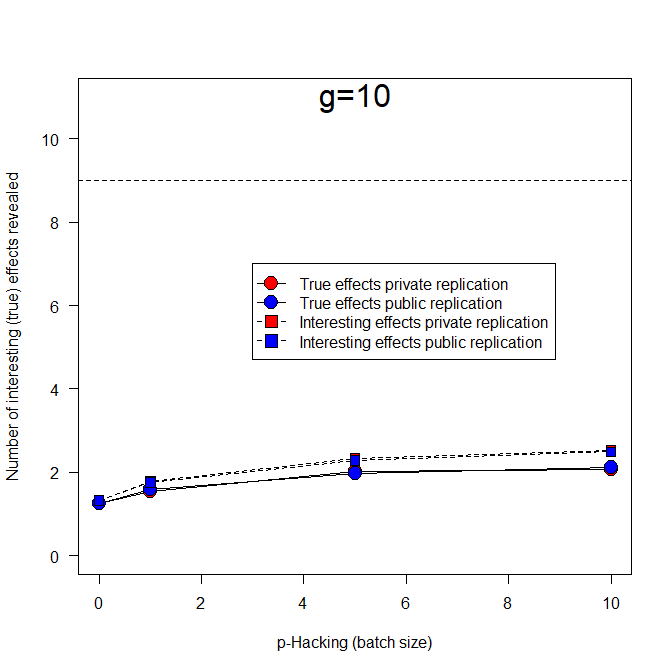 g=10
Number of interesting (true) effects revealed
10
8
6
4
2
0
True effects private replication
True effects public replication
Interesting effects private replication
Interesting effects public replication
0 2 4 6 8 10
p-Hacking (batch size)